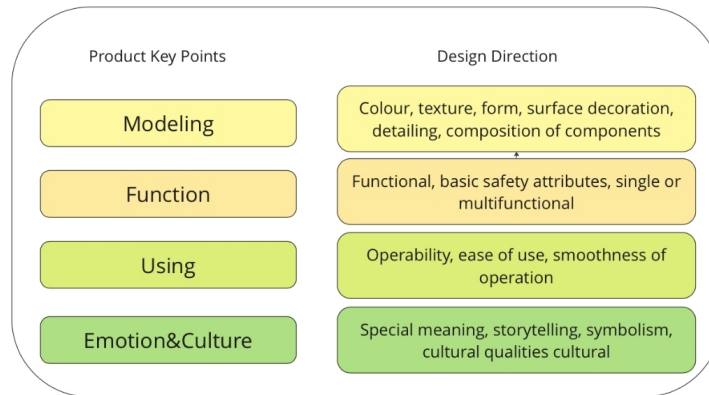 Product Key Points
Design Direction
Modeling
Colour, texture, form, surface decoration,
detailing, composition of components
Function
Functional, basic safety attributes, single or
multifunctional
Using
Operability, ease of use, smoothness of
operation
Emotion&Culture
Special meaning, storytelling, symbolism,
cultural qualities cultural